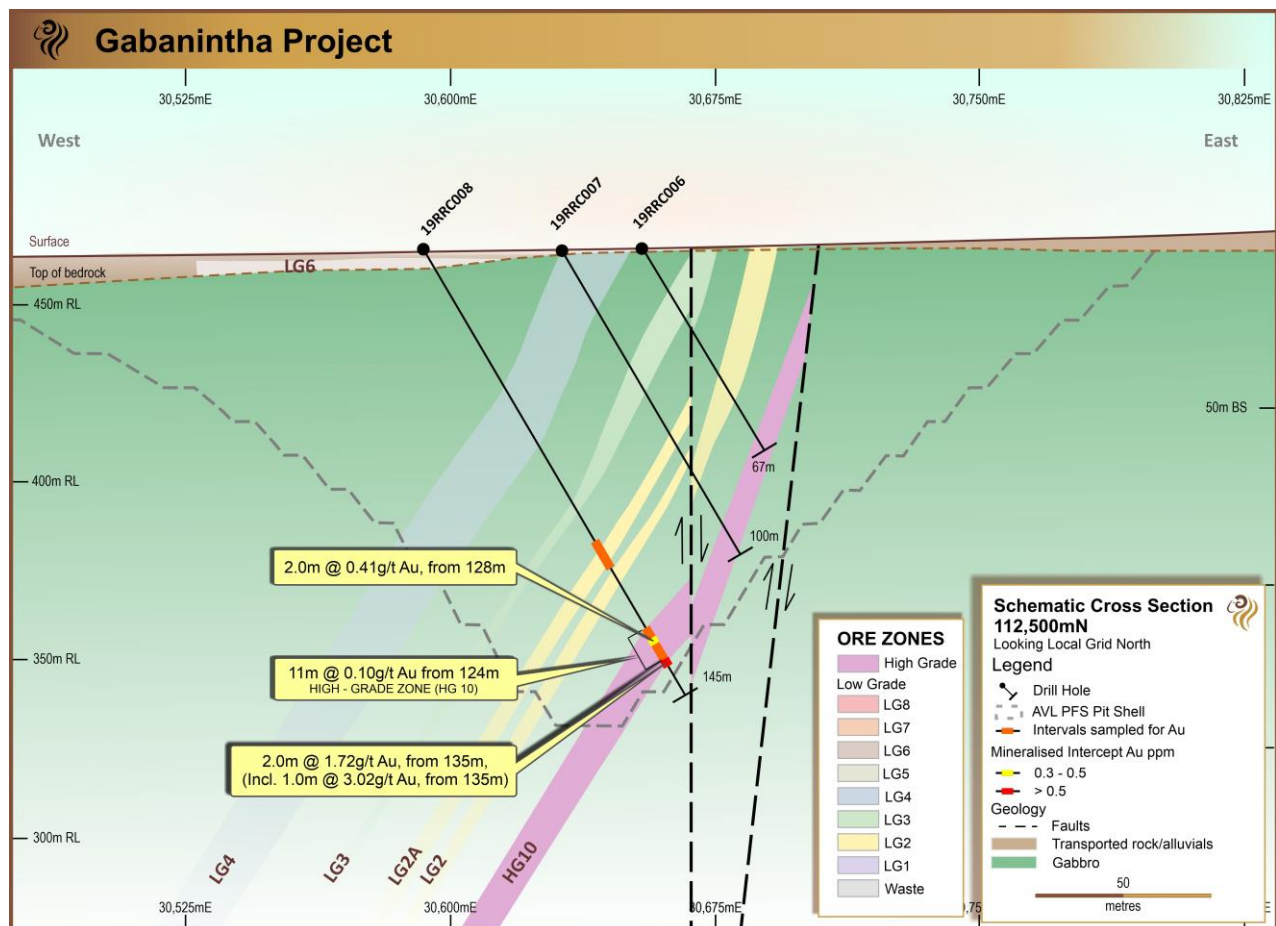 Gabanintha Project
30,525mE
30,600mE
30,675mE
30,750mE
30,825mE
West
East
19RRC008
19RRC007
19RRC006
Surface
LG6
Top of bedrock
450m RL
50m BS
67m
400m RL
100m
2.0m @ 0.41g/t Au, from 128m
11m @ 0.10g/t Au from 124m
HIGH - GRADE ZONE (HG 10)
350m RL
145m
2.0m @ 1.72g/t Au, from 135m,
(Incl. 1.0m @ 3.02g/t Au, from 135m)
300m RL
LG4
LG3
LG2A
LG2
HG10
30,525mE
30,600mE
30,675mE
ORE ZONES
High Grade
Low Grade
LG8
LG7
LG6
LG5
LG4
LG3
LG2
LG1
Waste
Schematic Cross Section
112,500mN
Looking Local Grid North
Legend
Drill Hole
AVL PFS Pit Shell
Intervals sampled for Au
Mineralised Intercept Au ppm
0.3 - 0.5
> 0.5
Geology
Faults
Transported rock/alluvials
Gabbro
50
metres